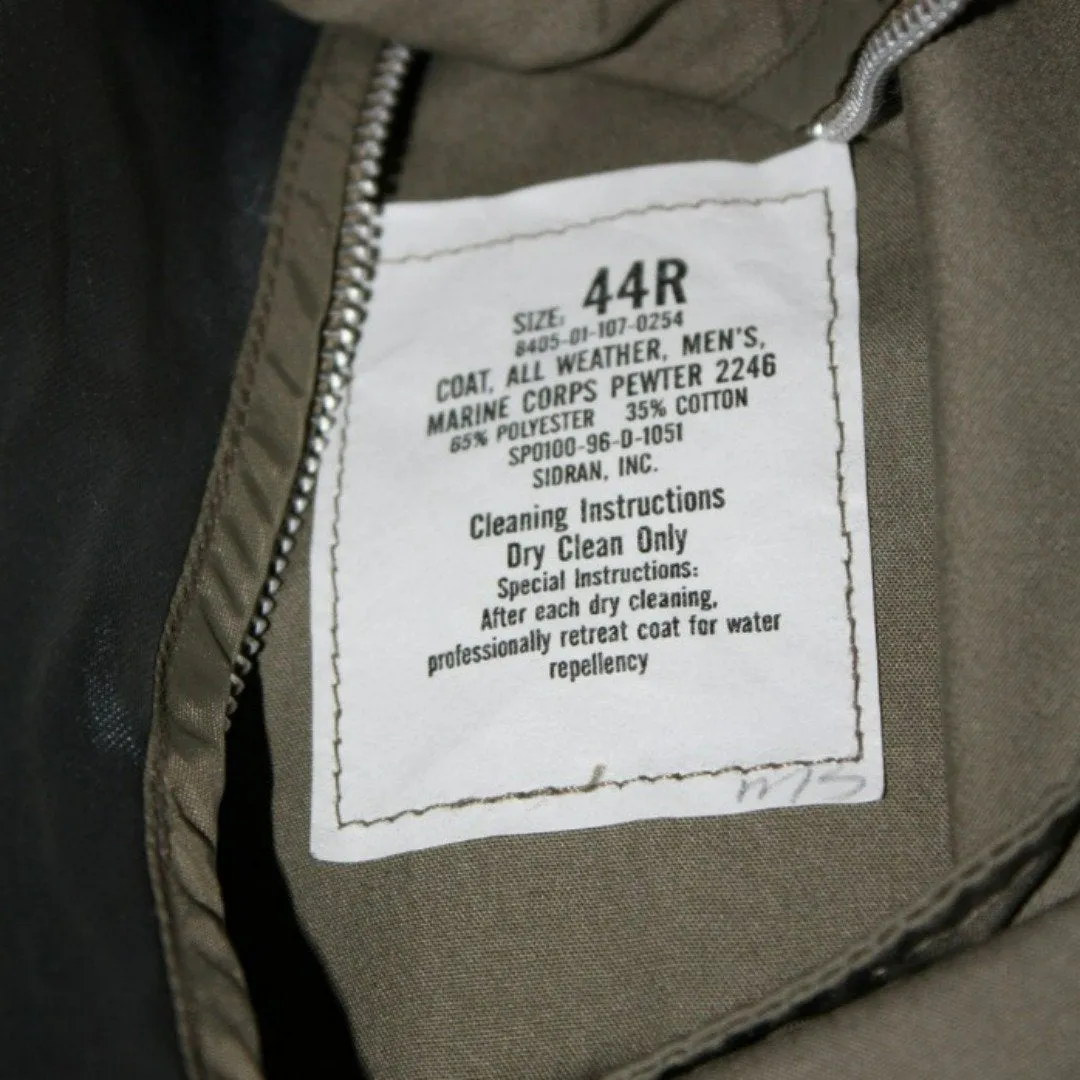 SIZE: 44R
8405-01-107-0254
COAT, ALL WEATHER, MEN'S,
MARINE CORPS PEWTER 2246
65% POLYESTER 35% COTTON
SPO100-96-D-1051
SIDRAN, INC.
Cleaning Instructions
Dry Clean Only
Special Instructions:
After each dry cleaning,
professionally retreat coat for water
repellency